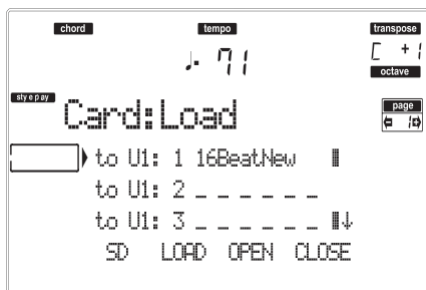 chord tempo transpose
71 C +1
octave
style play
Card:Load page
1
to U1: 1 16BeatNew
to U1: 2 _ _ _ _ _ _
to U1: 3 _ _ _ _ _ _
SD LOAD OPEN CLOSE